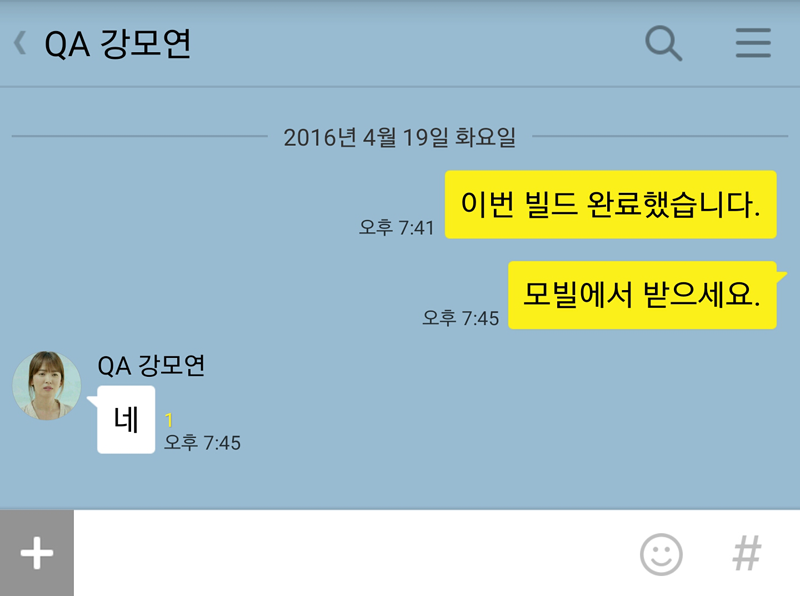 QA 강모연
2016년 4월 19일 화요일
이번 빌드 완료했습니다.
오후 7:41
모빌에서 받으세요.
오후 7:45
QA 강모연
네
1
오후 7:45
#